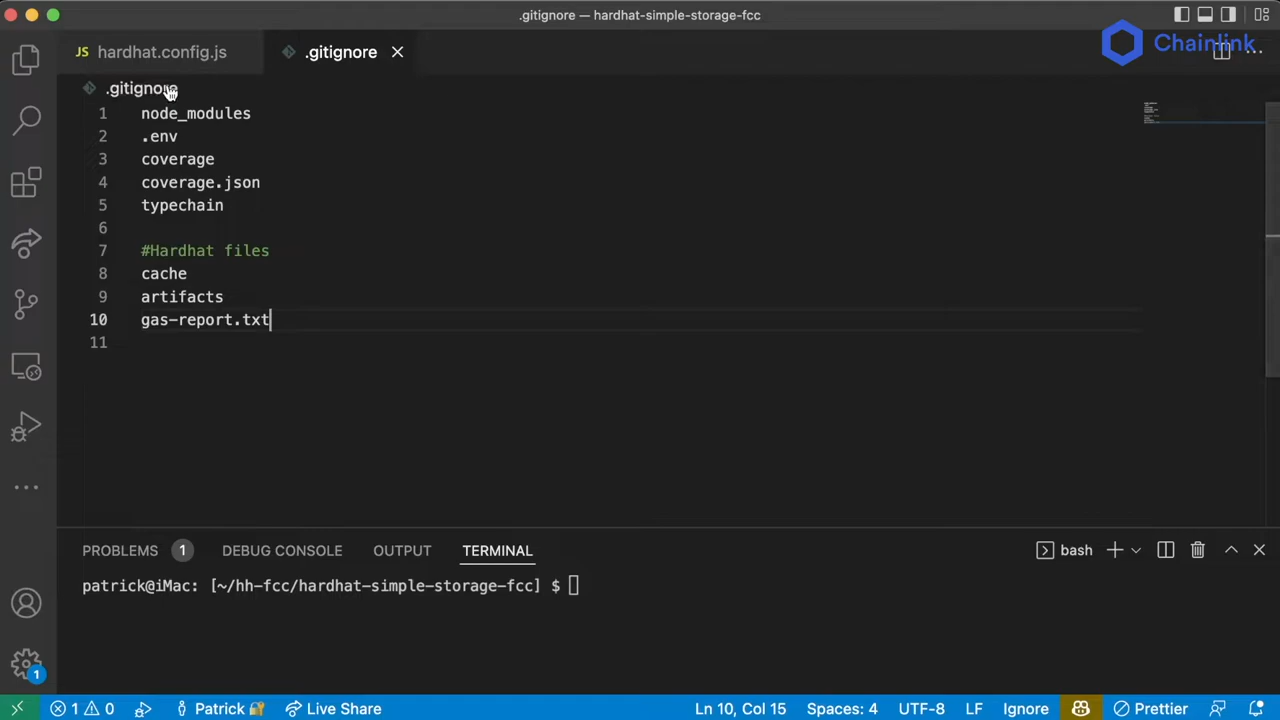 .gitignore — hardhat-simple-storage-fcc
JS hardhat.config.js
.gitignore
Chainlink
.gitignore
1 node_modules
2 .env
3 coverage
4 coverage.json
5 typechain
6
7 #Hardhat files
8 cache
9 artifacts
10 gas-report.txt
11
PROBLEMS 1 DEBUG CONSOLE OUTPUT TERMINAL bash
patrick@iMac: [~/hh-fcc/hardhat-simple-storage-fcc] $
1
1 0 Patrick Live Share Ln 10, Col 15 Spaces: 4 UTF-8 LF Ignore Prettier